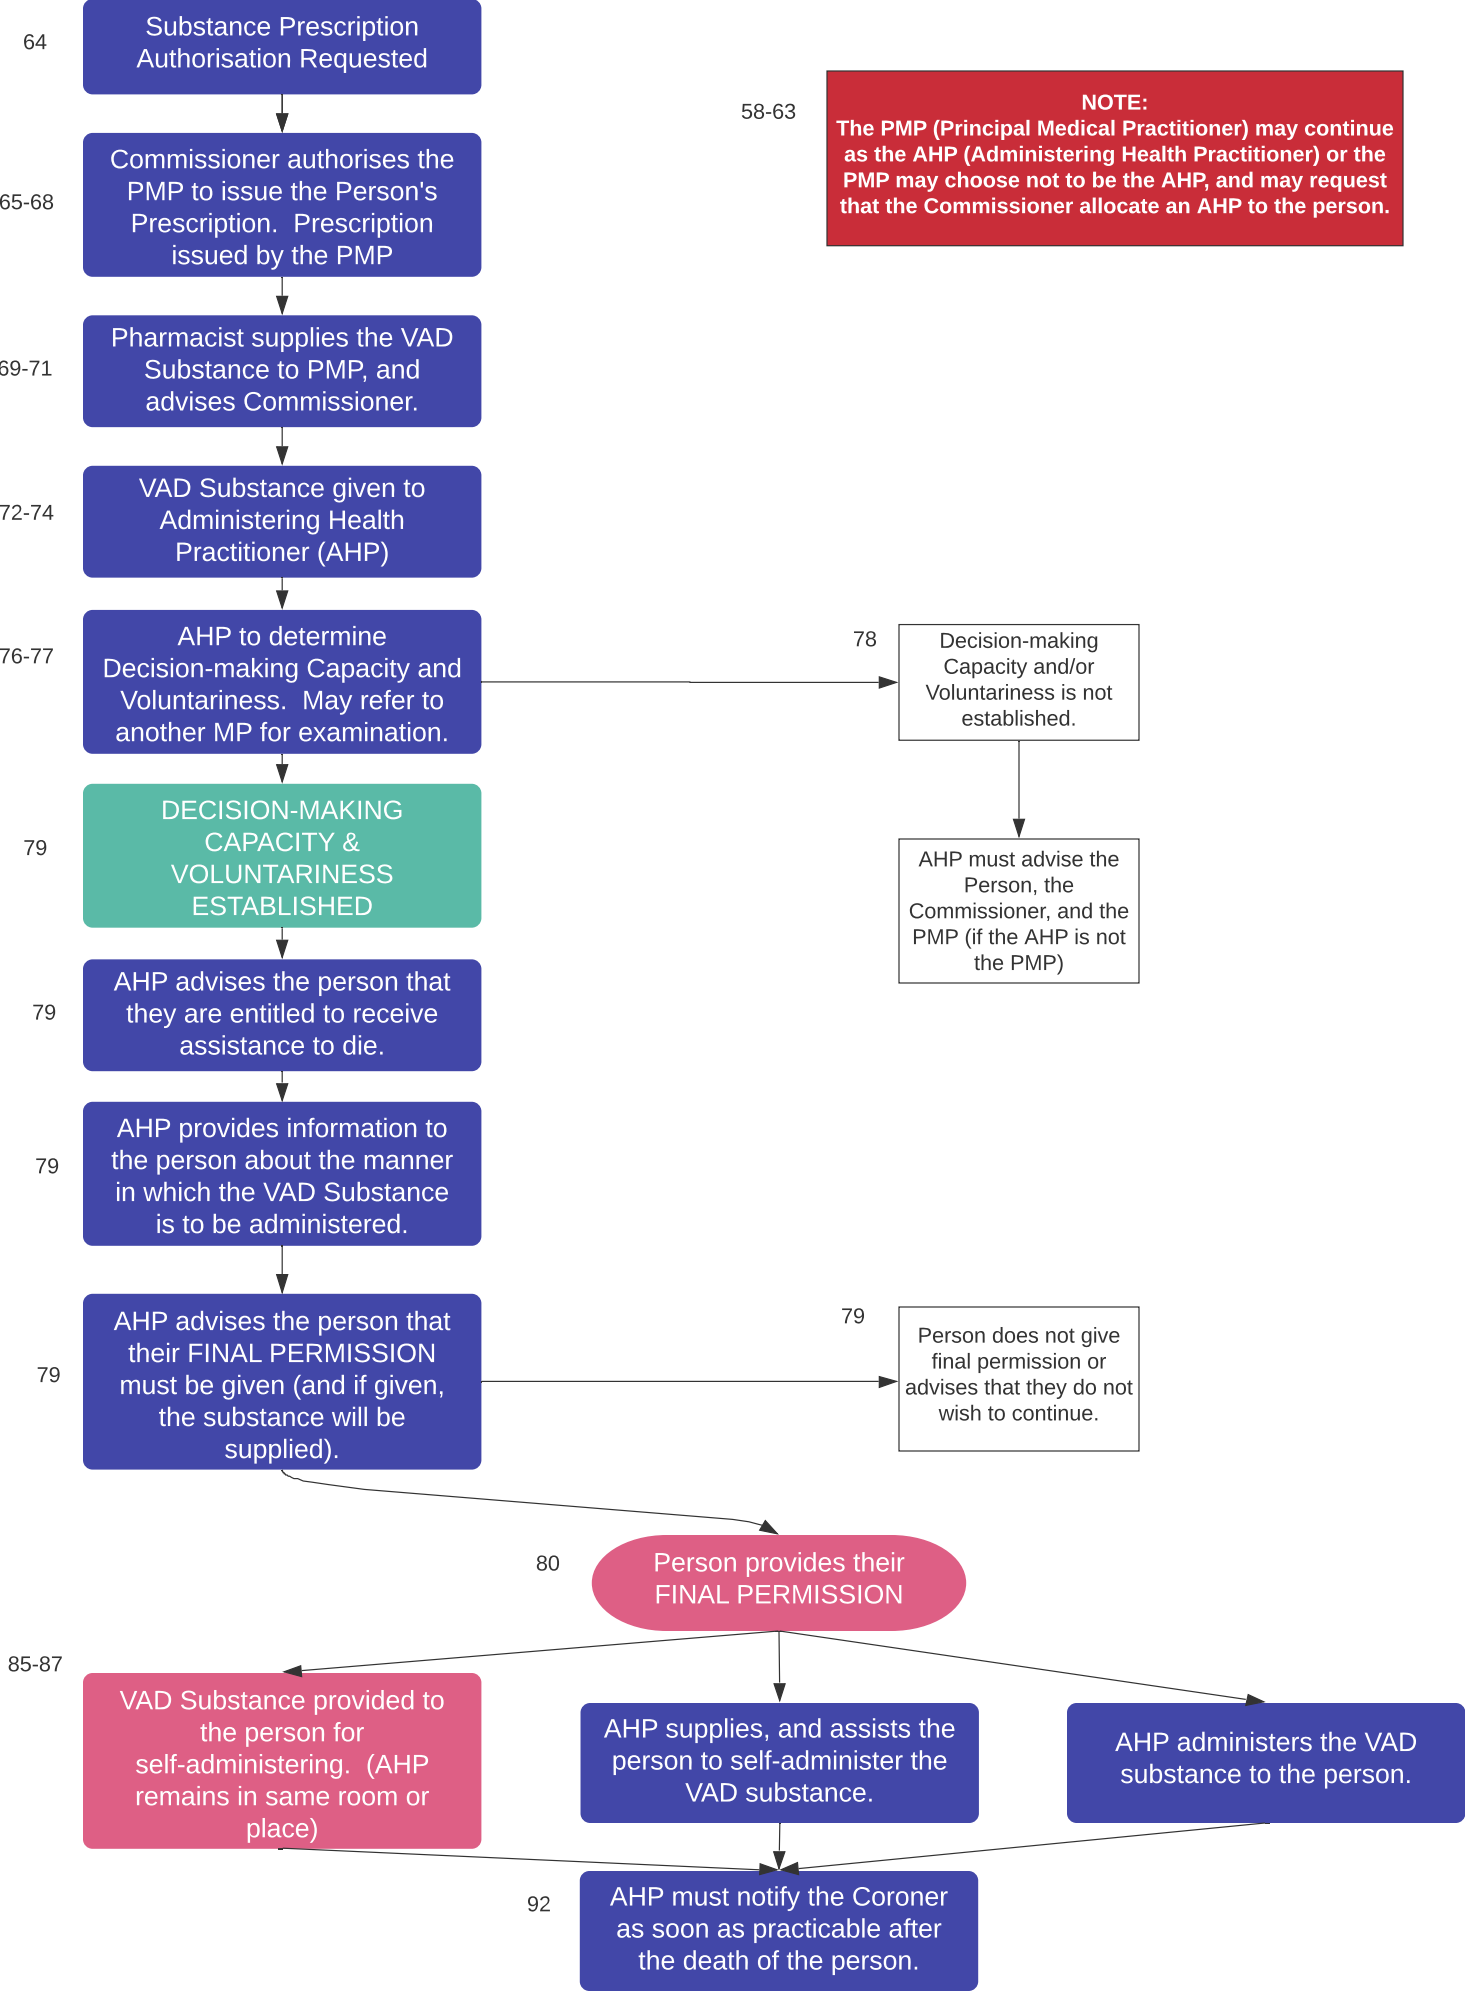 64
Substance Prescription
Authorisation Requested
58-63
NOTE:
The PMP (Principal Medical Practitioner) may continue
as the AHP (Administering Health Practitioner) or the
PMP may choose not to be the AHP, and may request
that the Commissioner allocate an AHP to the person.
65-68
Commissioner authorises the
PMP to issue the Person's
Prescription.  Prescription
issued by the PMP
69-71
Pharmacist supplies the VAD
Substance to PMP, and
advises Commissioner.
72-74
VAD Substance given to
Administering Health
Practitioner (AHP)
76-77
AHP to determine
Decision-making Capacity and
Voluntariness.  May refer to
another MP for examination.
78
Decision-making
Capacity and/or
Voluntariness is not
established.
79
DECISION-MAKING
CAPACITY &
VOLUNTARINESS
ESTABLISHED
AHP must advise the
Person, the
Commissioner, and the
PMP (if the AHP is not
the PMP)
79
AHP advises the person that
they are entitled to receive
assistance to die.
79
AHP provides information to
the person about the manner
in which the VAD Substance
is to be administered.
79
AHP advises the person that
their FINAL PERMISSION
must be given (and if given,
the substance will be
supplied).
79
Person does not give
final permission or
advises that they do not
wish to continue.
80
Person provides their
FINAL PERMISSION
85-87
VAD Substance provided to
the person for
self-administering.  (AHP
remains in same room or
place)
AHP supplies, and assists the
person to self-administer the
VAD substance.
AHP administers the VAD
substance to the person.
92
AHP must notify the Coroner
as soon as practicable after
the death of the person.